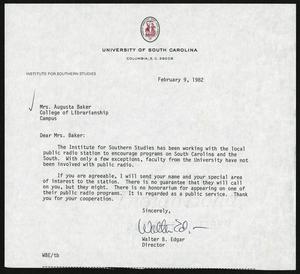 UNIVERSITY OF SOUTH CAROLINA
COLUMBIA, S. C. 29208
INSTITUTE FOR SOUTHERN STUDIES
February 9, 1982
Mrs. Augusta Baker
College of Librarianship
Campus
Dear Mrs. Baker:
The Institute for Southern Studies has been working with the local
public radio station to encourage programs on South Carolina and the
South. With only a few exceptions, faculty from the University have not
been involved with public radio.
If you are agreeable, I will send your name and your special area
of interest to the station. There is no guarantee that they will call
on you, but they might. There is no honorarium for appearing on one of
their public radio programs. It is regarded as a public service. Thank
you for your cooperation.
Sincerely,
Walter B. Edgar
Director
WBE/tb